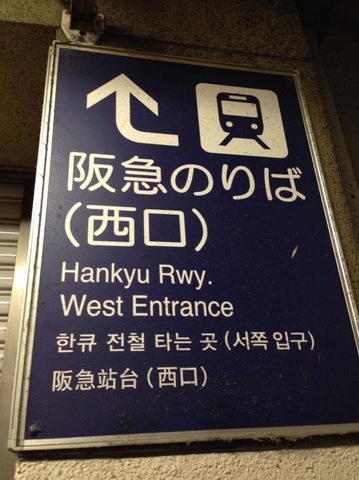 阪急のりば
(西口)
Hankyu Rwy.
West Entrance
한큐 전철 타는 곳 (서쪽 입구)
阪急站台 (西口)